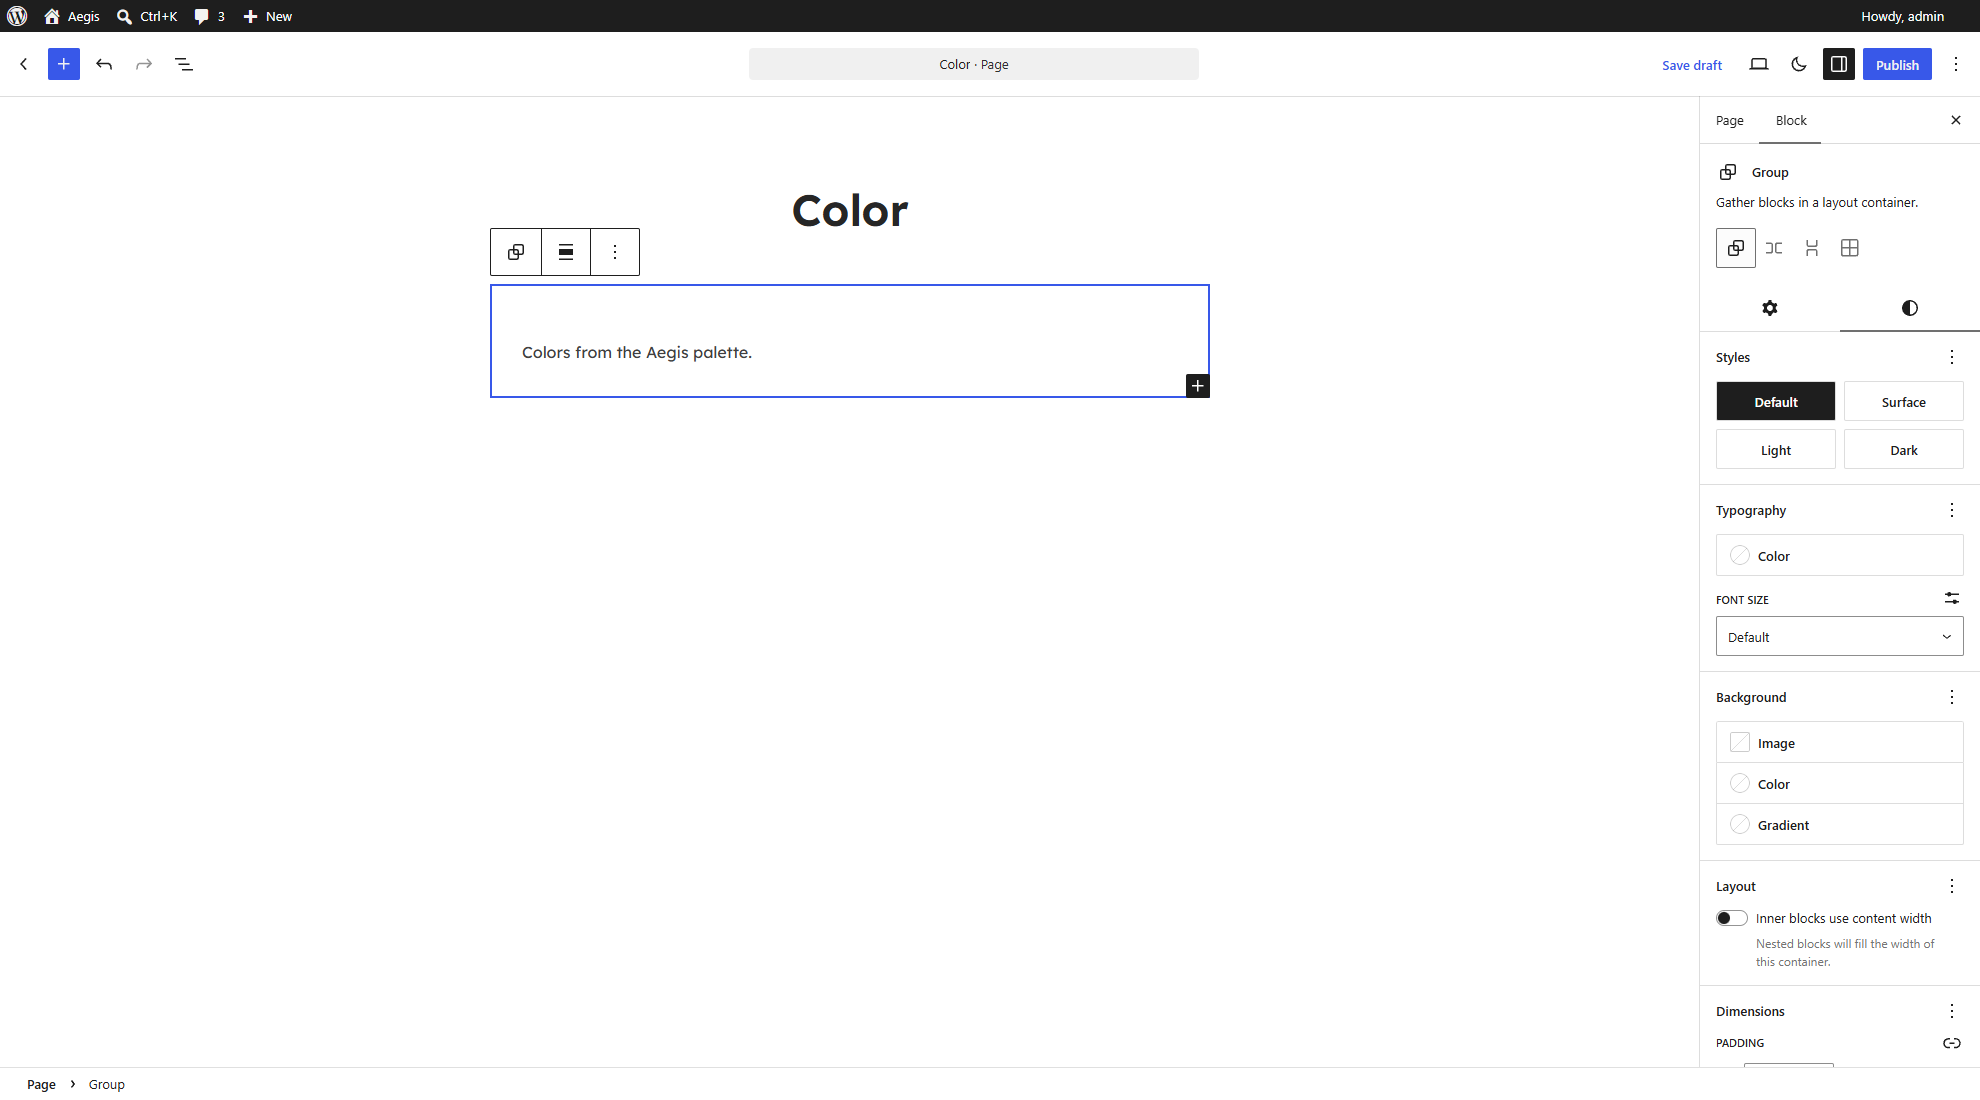 Aegis Ctrl+K 3 New Howdy, admin
Color · Page Save draft Publish
Page Block
Group
Gather blocks in a layout container.
Color
Colors from the Aegis palette.
Styles
Default Surface
Light Dark
Typography
Color
FONT SIZE
Default
Background
Image
Color
Gradient
Layout
Inner blocks use content width
Nested blocks will fill the width of
this container.
Dimensions
PADDING
Page › Group